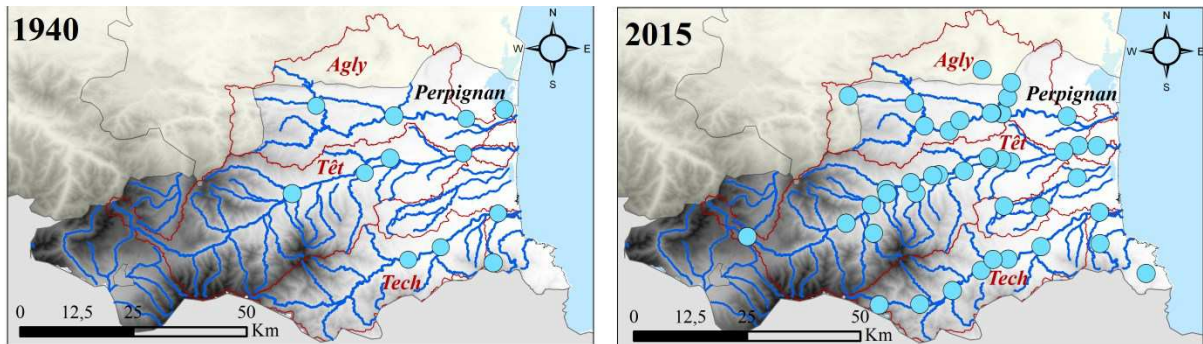 1940
N
W
E
S
Agly
Perpignan
Têt
Tech
0 12,5 25 50
Km
2015
N
W
E
S
Agly
Perpignan
Têt
Tech
0 12,5 25 50
Km